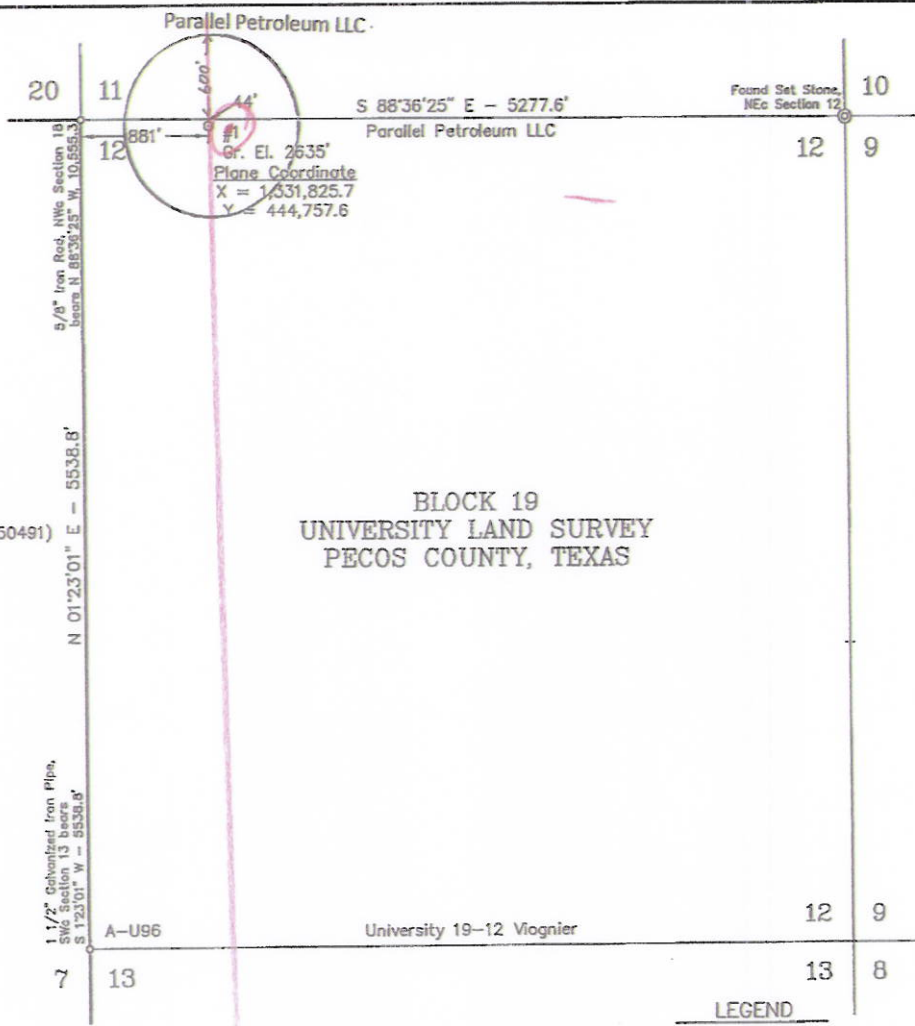 Parallel Petroleum LLC
20
11
600'
44'
S 88°36'25" E - 5277.6'
Found Set Stone,
NEc Section 12
10
881'
Parallel Petroleum LLC
12
#1
12
9
Gr. El. 2635'
Plane Coordinate
X = 1,331,825.7
Y = 444,757.6
5/8" Iron Rod, NWc Section 18
bears N 88°36'25" W, 10,555.3
N 01°23'01" E - 5538.8'
50491)
BLOCK 19
UNIVERSITY LAND SURVEY
PECOS COUNTY, TEXAS
1 1/2" Galvanized Iron Pipe,
SWc Section 13 bears
S 1°23'01" W - 5538.8'
A-U96
University 19-12 Viognier
12
9
7
13
13
8
LEGEND